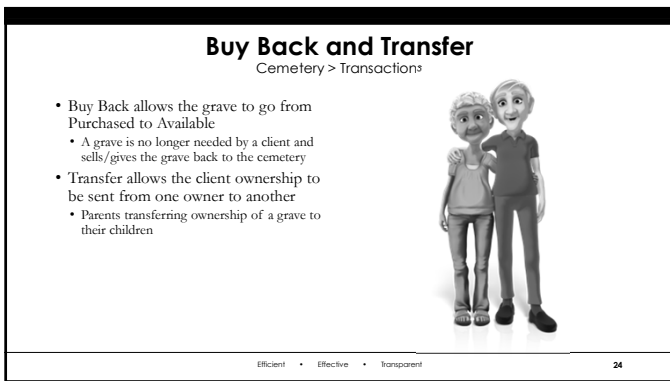 Buy Back and Transfer
Cemetery > Transactions
• Buy Back allows the grave to go from
Purchased to Available
• A grave is no longer needed by a client and
sells/gives the grave back to the cemetery
• Transfer allows the client ownership to
be sent from one owner to another
• Parents transferring ownership of a grave to
their children
Efficient • Effective • Transparent
24